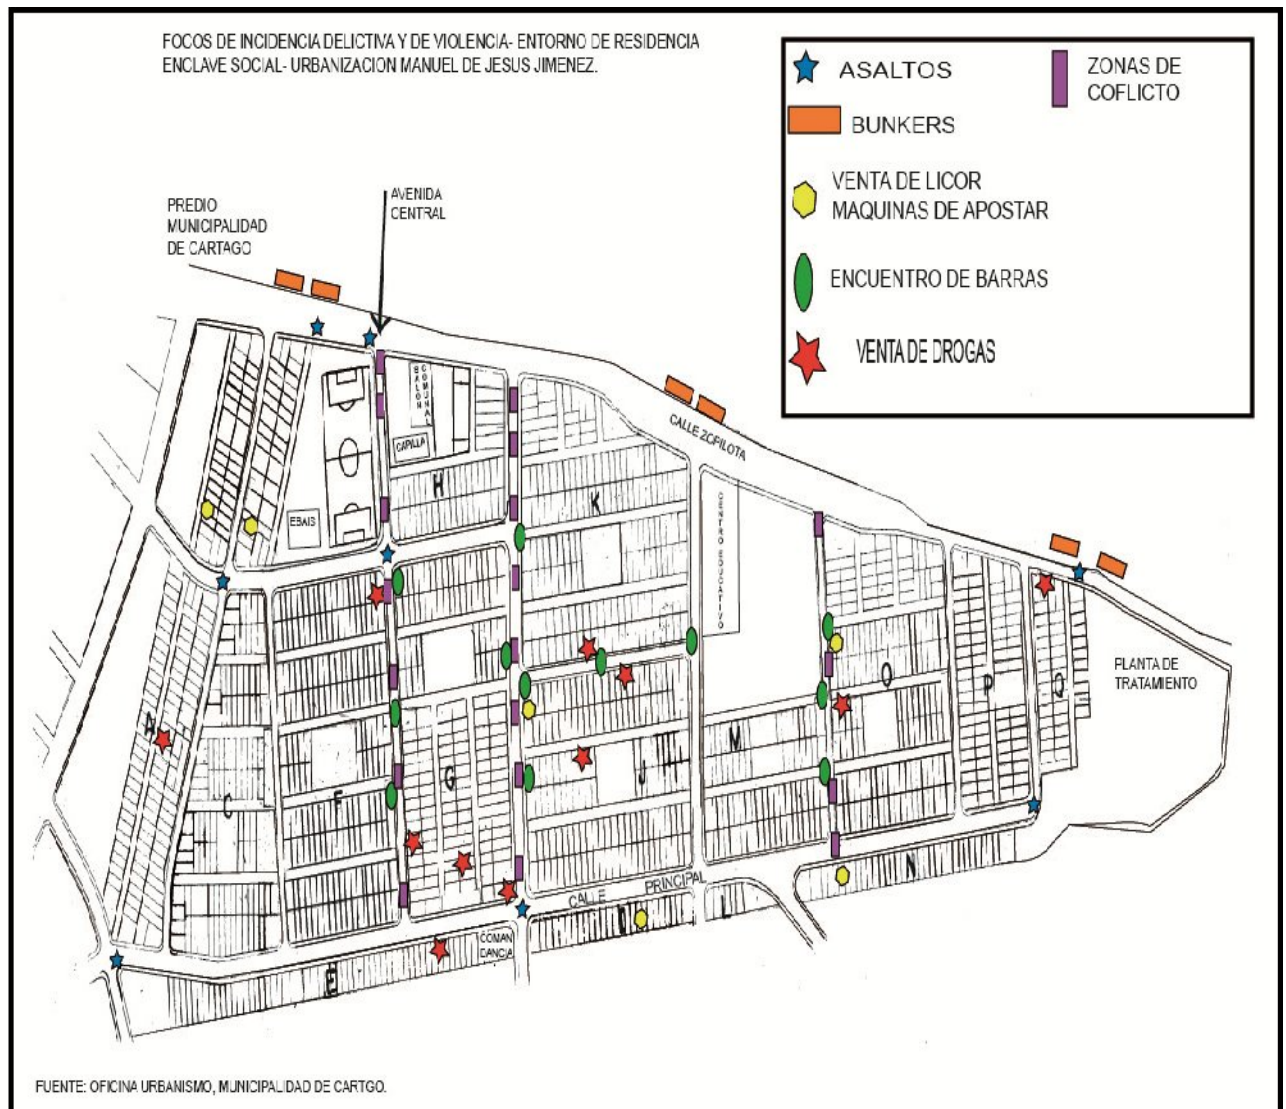 FOCOS DE INCIDENCIA DELICTIVA Y DE VIOLENCIA- ENTORNO DE RESIDENCIA
ENCLAVE SOCIAL- URBANIZACION MANUEL DE JESUS JIMENEZ.
ASALTOS
ZONAS DE
COFLICTO
BUNKERS
VENTA DE LICOR
MAQUINAS DE APOSTAR
ENCUENTRO DE BARRAS
VENTA DE DROGAS
PREDIO
MUNICIPALIDAD
DE CARTAGO
AVENIDA
CENTRAL
SALON
COMUNAL
CAPILLA
CALLE ZOPILOTA
H
K
EBAIS
CENTRO EDUCATIVO
PLANTA DE
TRATAMIENTO
O
P
Q
A
M
G
J
C
F
CALLE PRINCIPAL
N
L
COMAN
DANCIA
E
FUENTE: OFICINA URBANISMO, MUNICIPALIDAD DE CARTGO.